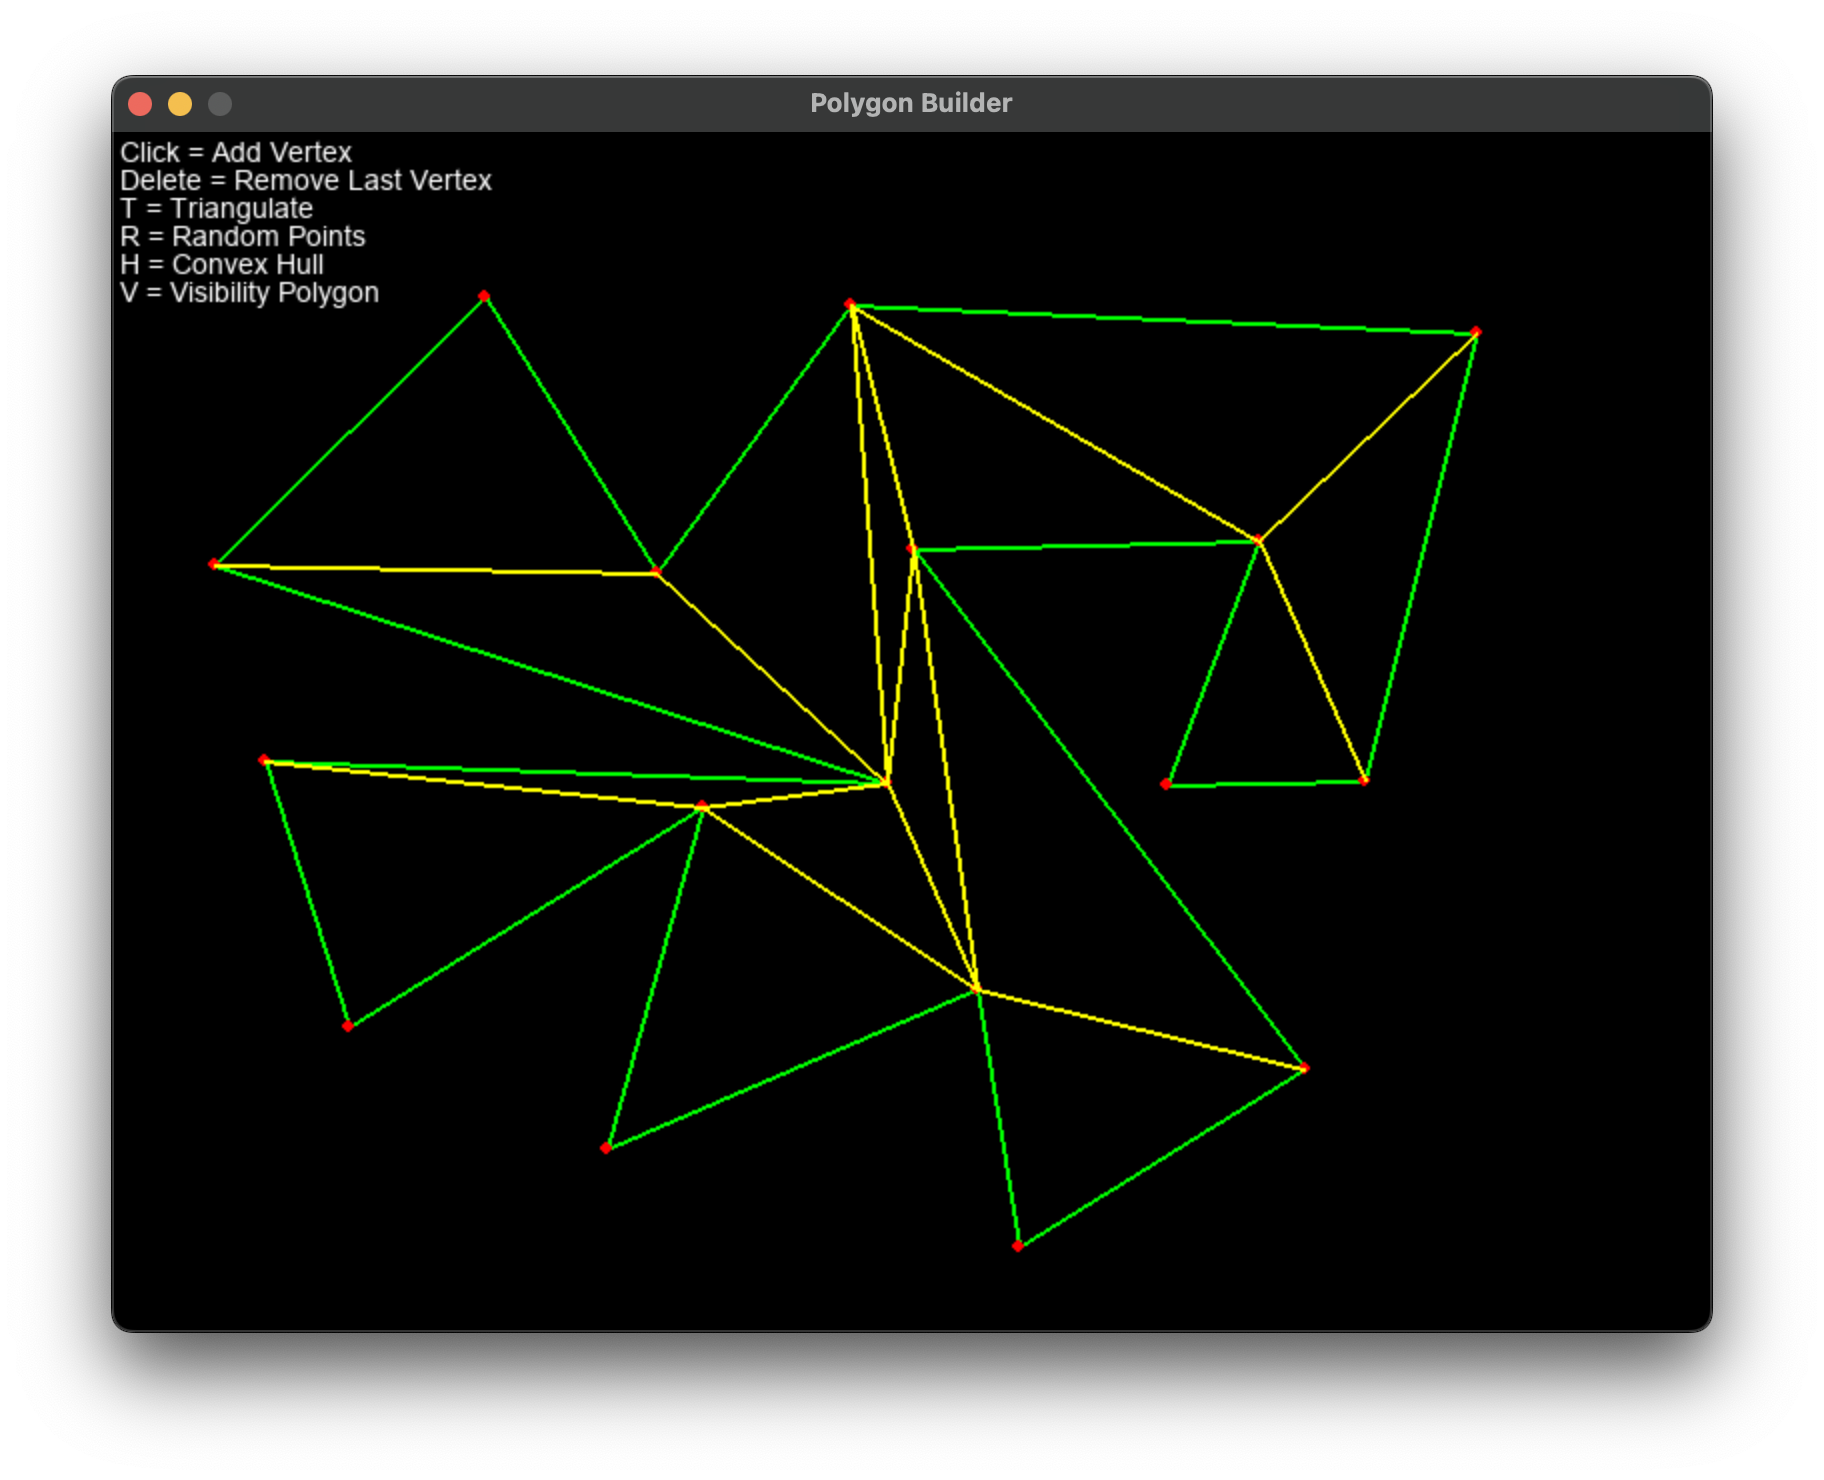 Polygon Builder
Click = Add Vertex
Delete = Remove Last Vertex
T = Triangulate
R = Random Points
H = Convex Hull
V = Visibility Polygon